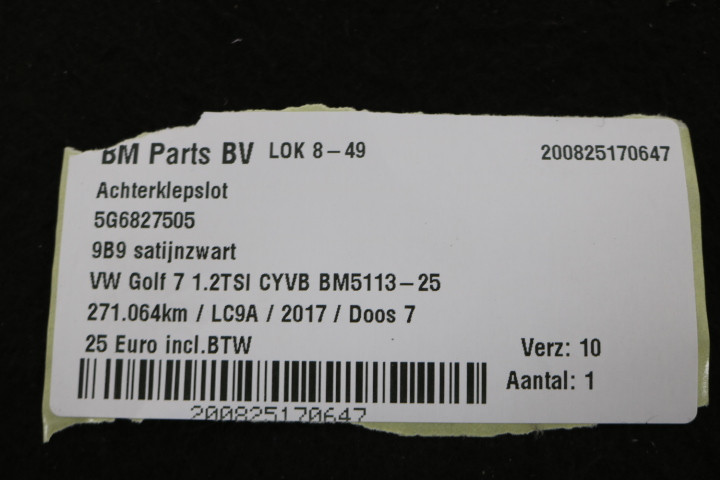 BM Parts BV LOK 8-49 200825170647
Achterklepslot
5G6827505
9B9 satijnzwart
VW Golf 7 1.2TSI CYVB BM5113-25
271.064km / LC9A / 2017 / Doos 7
25 Euro incl.BTW Verz: 10
Aantal: 1
200825170647